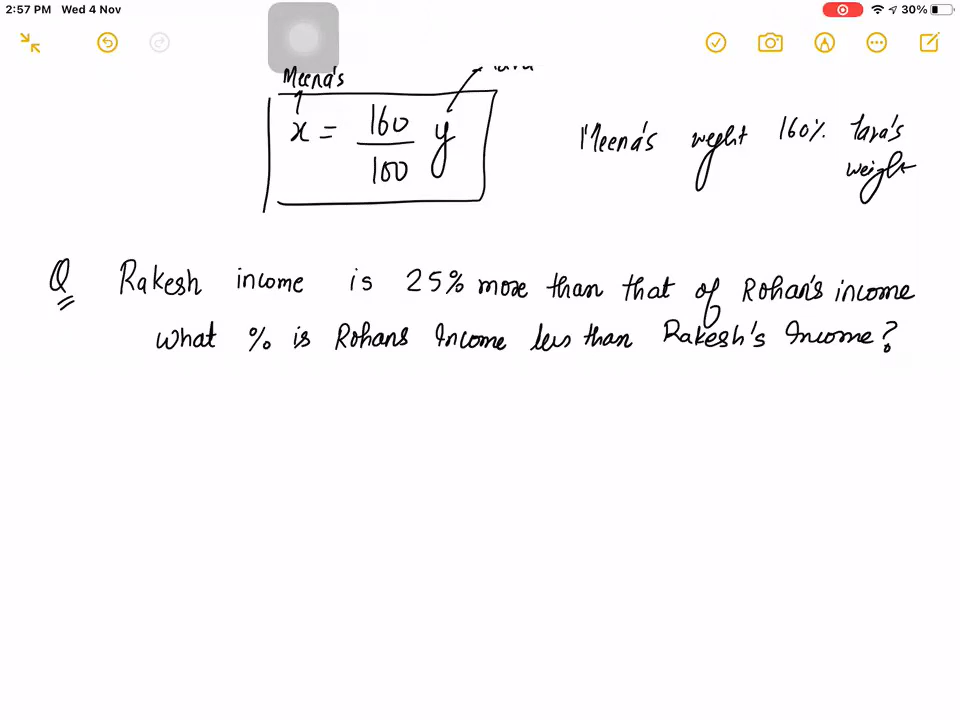 2:57 PM Wed 4 Nov 30%
Meena's
x = 160/100 y
Meena's weght 160% Tara's
weight
Q Rakesh income is 25% more than that of Rohan's income
what % is Rohans Income less than Rakesh's Income?